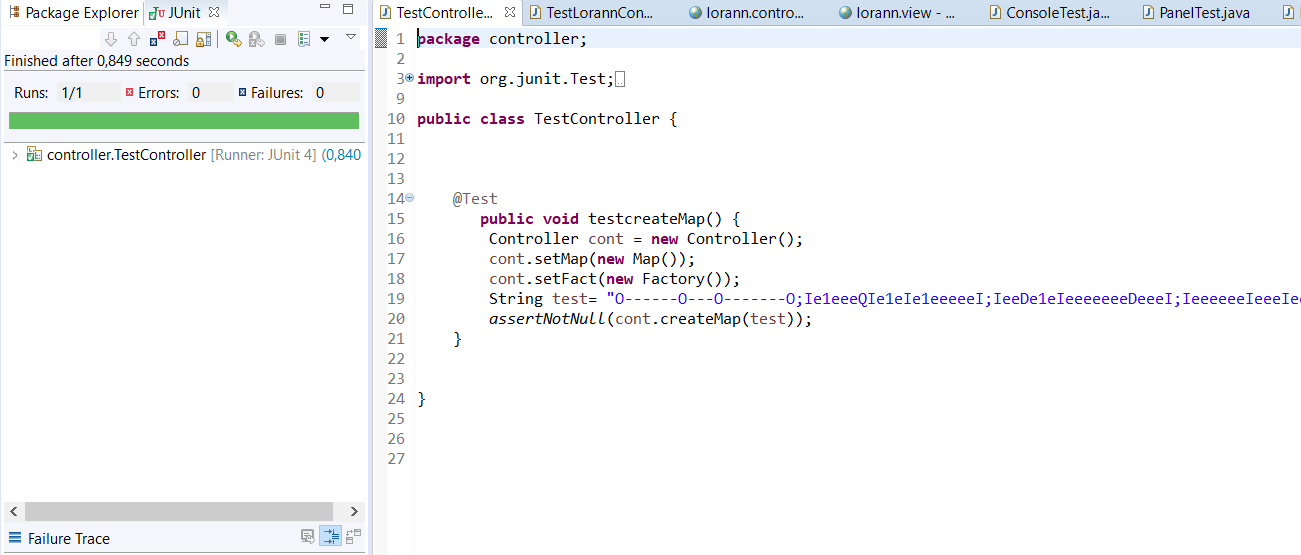 Package Explorer JUnit
Finished after 0,849 seconds
Runs: 1/1 Errors: 0 Failures: 0
controller.TestController [Runner: JUnit 4] (0,840
Failure Trace
TestControlle... TestLorannCon... lorann.contro... lorann.view - ... ConsoleTest.ja... PanelTest.java
1 package controller;
2
3 import org.junit.Test;
9
10 public class TestController {
11
12
13
14 @Test
15 public void testcreateMap() {
16 Controller cont = new Controller();
17 cont.setMap(new Map());
18 cont.setFact(new Factory());
19 String test= "O------O---O-------O;Ie1eeeQIe1eIe1eeeeeI;IeeDe1eIeeeeeeeDeeeI;IeeeeeeIeeeIe
20 assertNotNull(cont.createMap(test));
21 }
22
23
24 }
25
26
27